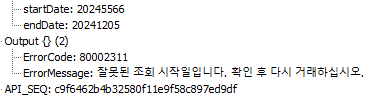 startDate: 20245566
endDate: 20241205
Output {} (2)
ErrorCode: 80002311
ErrorMessage: 잘못된 조회 시작일입니다. 확인 후 다시 거래하십시오.
API_SEQ: c9f6462b4b32580f11e9f58c897ed9df